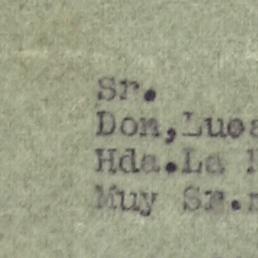 Sr.
Don,Luca
Hda.La
Muy Sr.